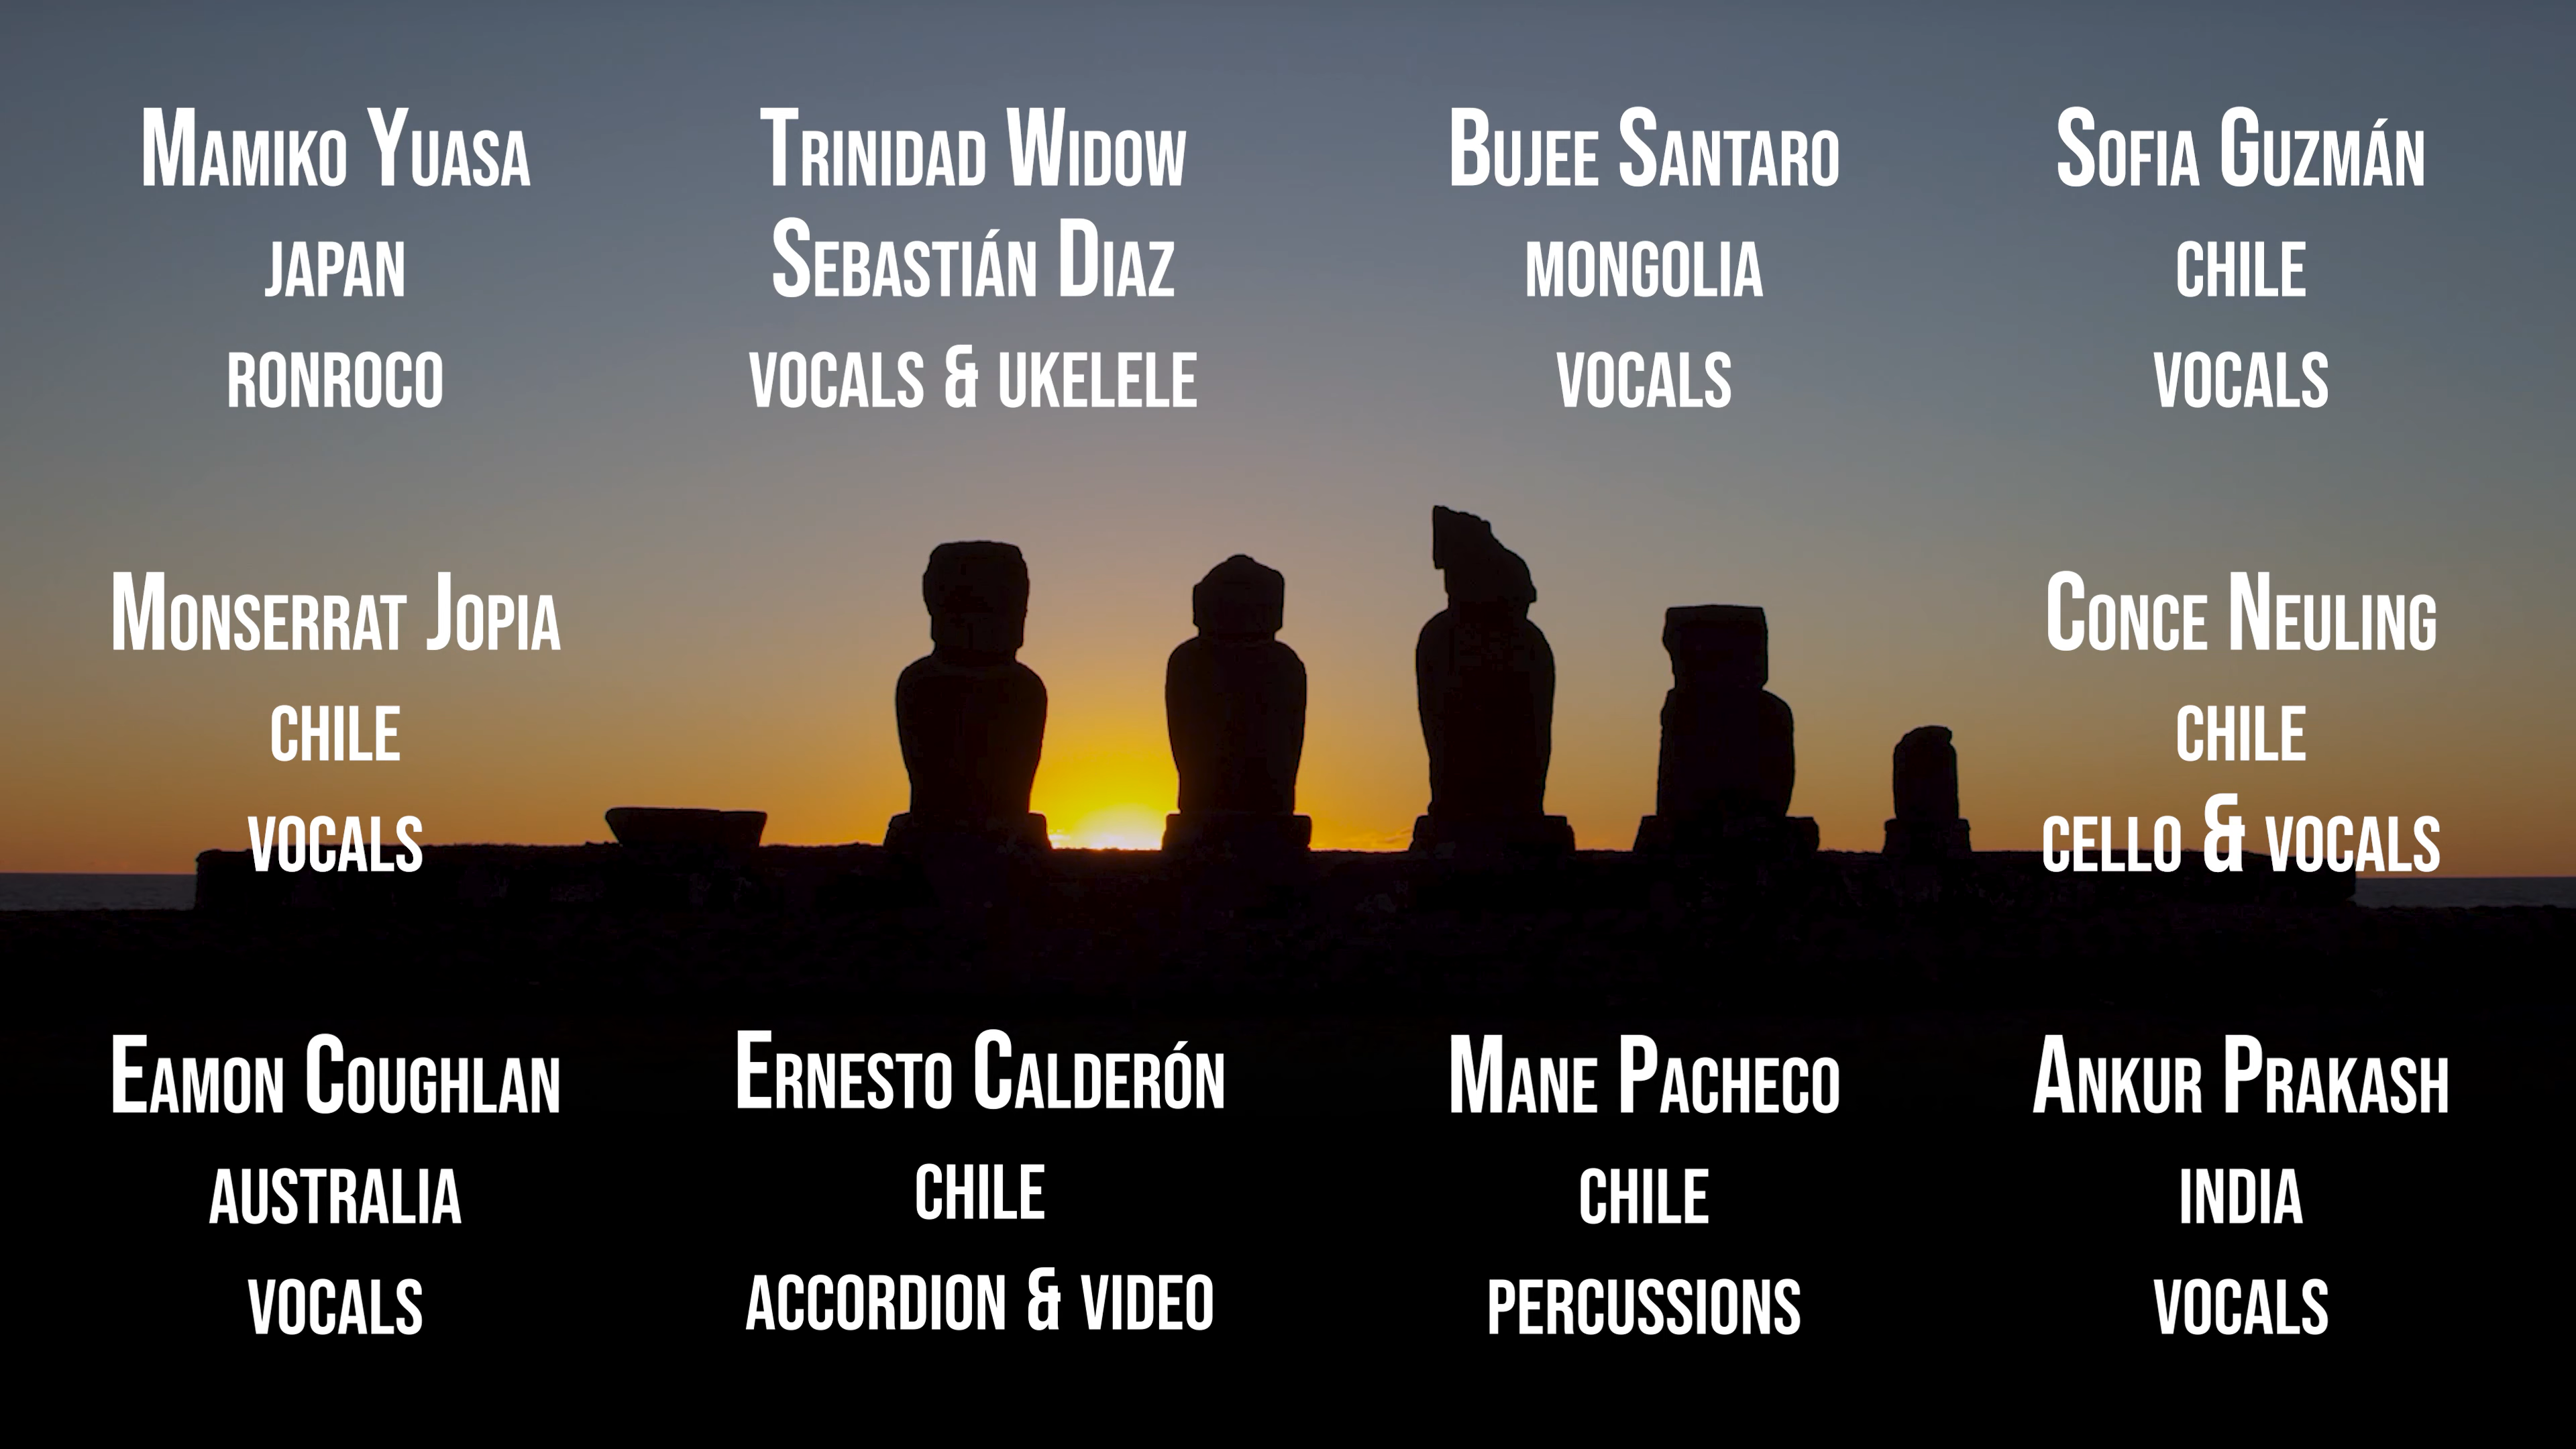 Mamiko Yuasa
JAPAN
RONROCO
Trinidad Widow
Sebastián Diaz
VOCALS & UKELELE
Bujee Santaro
MONGOLIA
VOCALS
Sofia Guzmán
CHILE
VOCALS
Monserrat Jopia
CHILE
VOCALS
Conce Neuling
CHILE
CELLO & VOCALS
Eamon Coughlan
AUSTRALIA
VOCALS
Ernesto Calderón
CHILE
ACCORDION & VIDEO
Mane Pacheco
CHILE
PERCUSSIONS
Ankur Prakash
INDIA
VOCALS